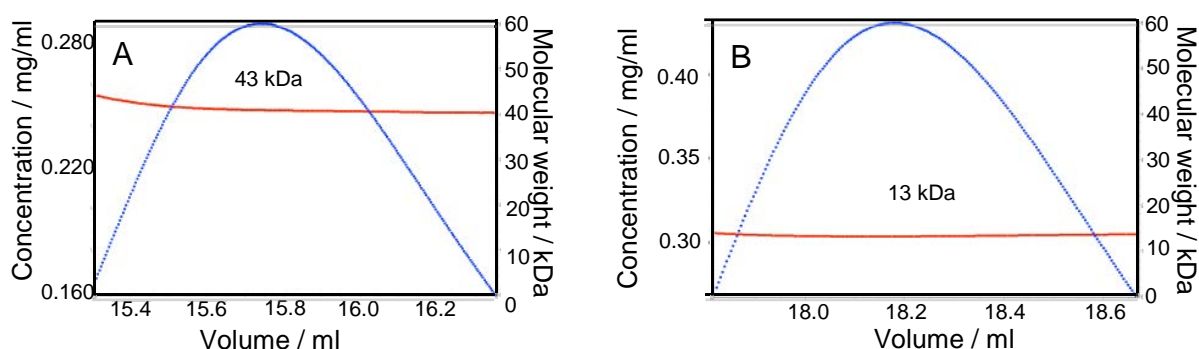 A
43 kDa
Concentration / mg/ml
0.280
0.220
0.160
15.4 15.6 15.8 16.0 16.2
Volume / ml
60
50
40
30
20
10
0
Molecular weight / kDa
B
13 kDa
Concentration / mg/ml
0.40
0.35
0.30
18.0 18.2 18.4 18.6
Volume / ml
60
50
40
30
20
10
0
Molecular weight / kDa